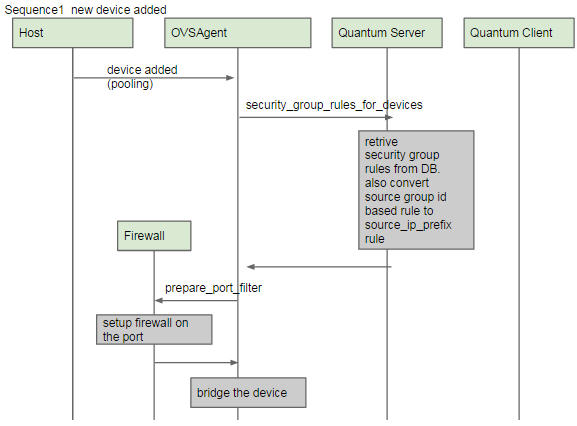 Sequence1 new device added
Host
OVSAgent
Quantum Server
Quantum Client
device added
(pooling)
security_group_rules_for_devices
retrive
security group
rules from DB.
also convert
source group id
based rule to
source_ip_prefix
rule
Firewall
prepare_port_filter
setup firewall on
the port
bridge the device